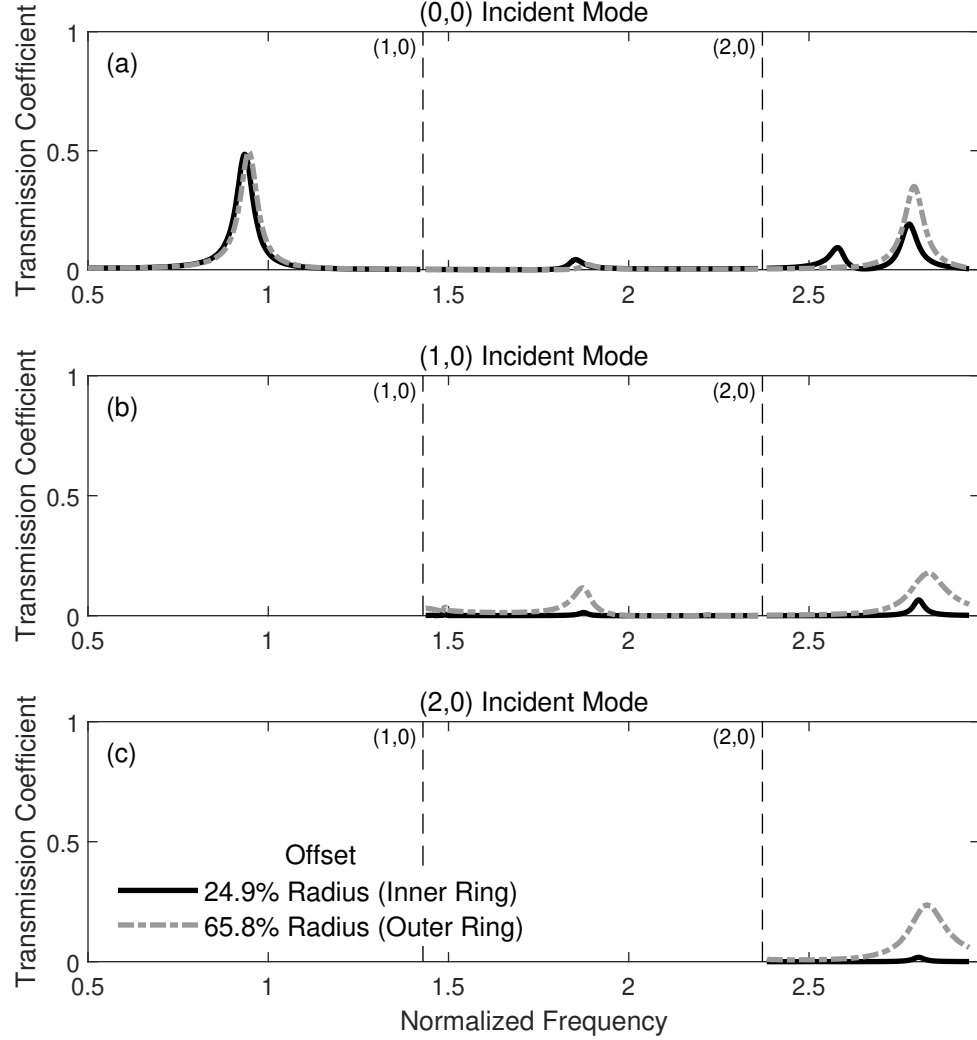 (0,0) Incident Mode
Transmission Coefficient
1
0.5
0
(a)
(1,0)
(2,0)
0.5
1
1.5
2
2.5
(1,0) Incident Mode
Transmission Coefficient
1
0.5
0
(b)
(1,0)
(2,0)
0.5
1
1.5
2
2.5
(2,0) Incident Mode
Transmission Coefficient
1
0.5
0
(c)
(1,0)
(2,0)
Offset
24.9% Radius (Inner Ring)
65.8% Radius (Outer Ring)
0.5
1
1.5
2
2.5
Normalized Frequency